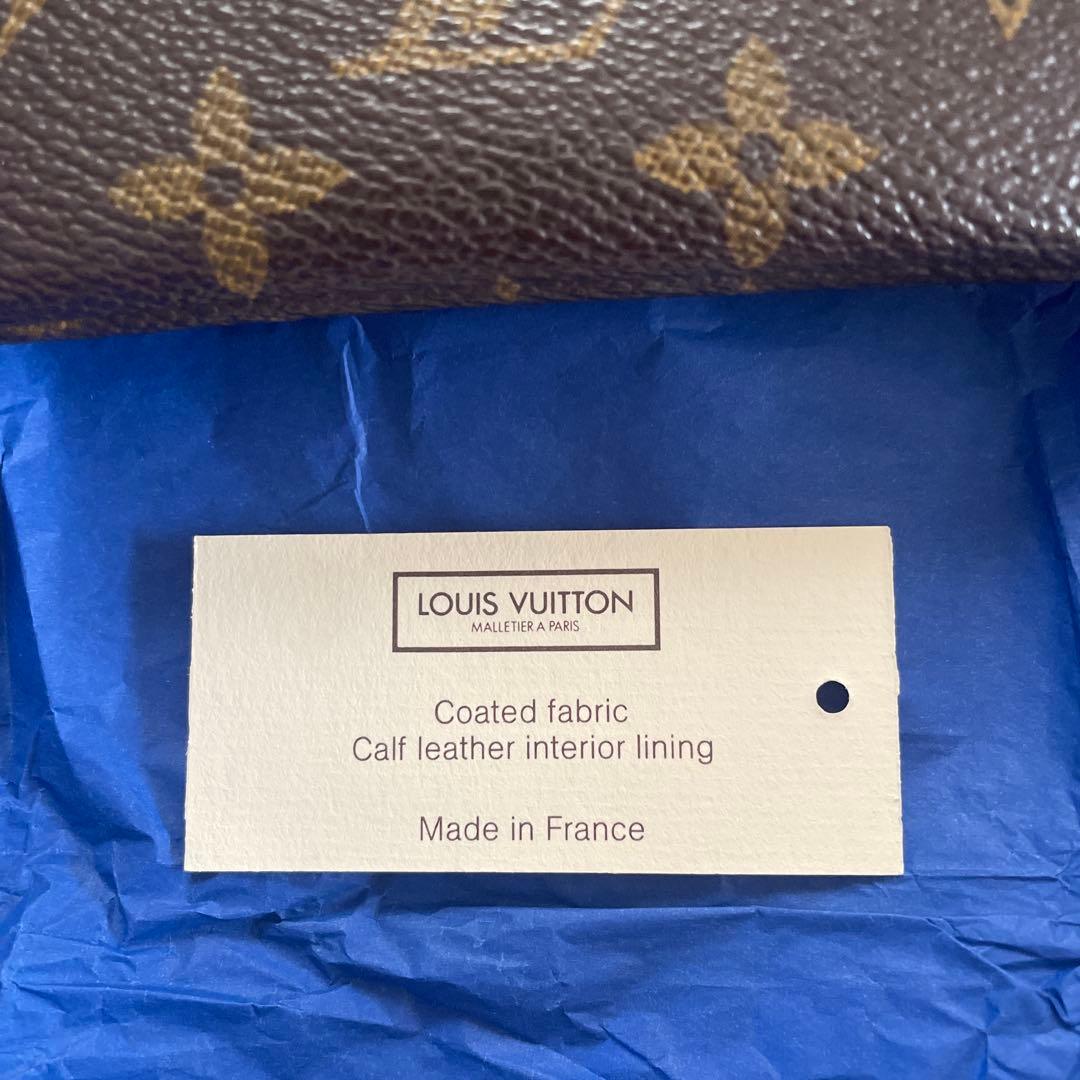 LOUIS VUITTON
MALLETIER A PARIS
Coated fabric
Calf leather interior lining
Made in France